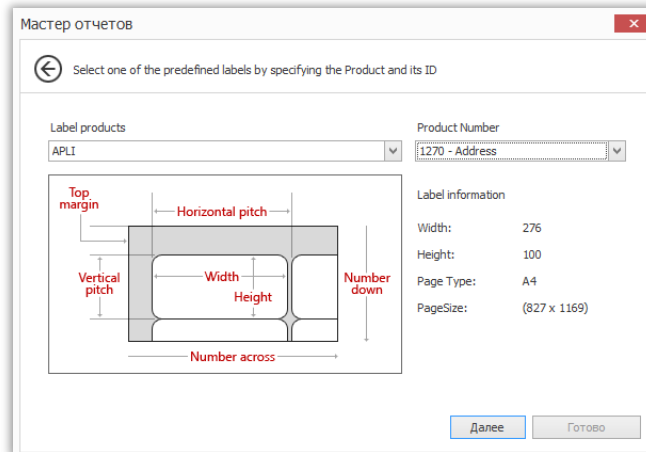 Мастер отчетов
Select one of the predefined labels by specifying the Product and its ID
Label products
Product Number
APLI
1270 - Address
Top
margin
Horizontal pitch
Vertical
pitch
Width
Height
Number
down
Number across
Label information
Width: 276
Height: 100
Page Type: A4
PageSize: (827 x 1169)
Далее
Готово